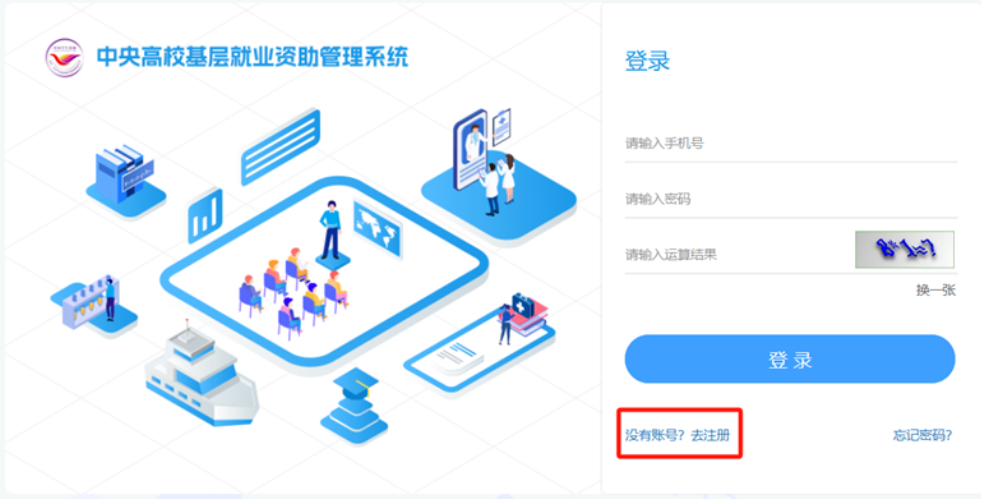 中央高校基层就业资助管理系统
登录
请输入手机号
请输入密码
请输入运算结果
8*1=?
换一张
登 录
没有账号？去注册
忘记密码?